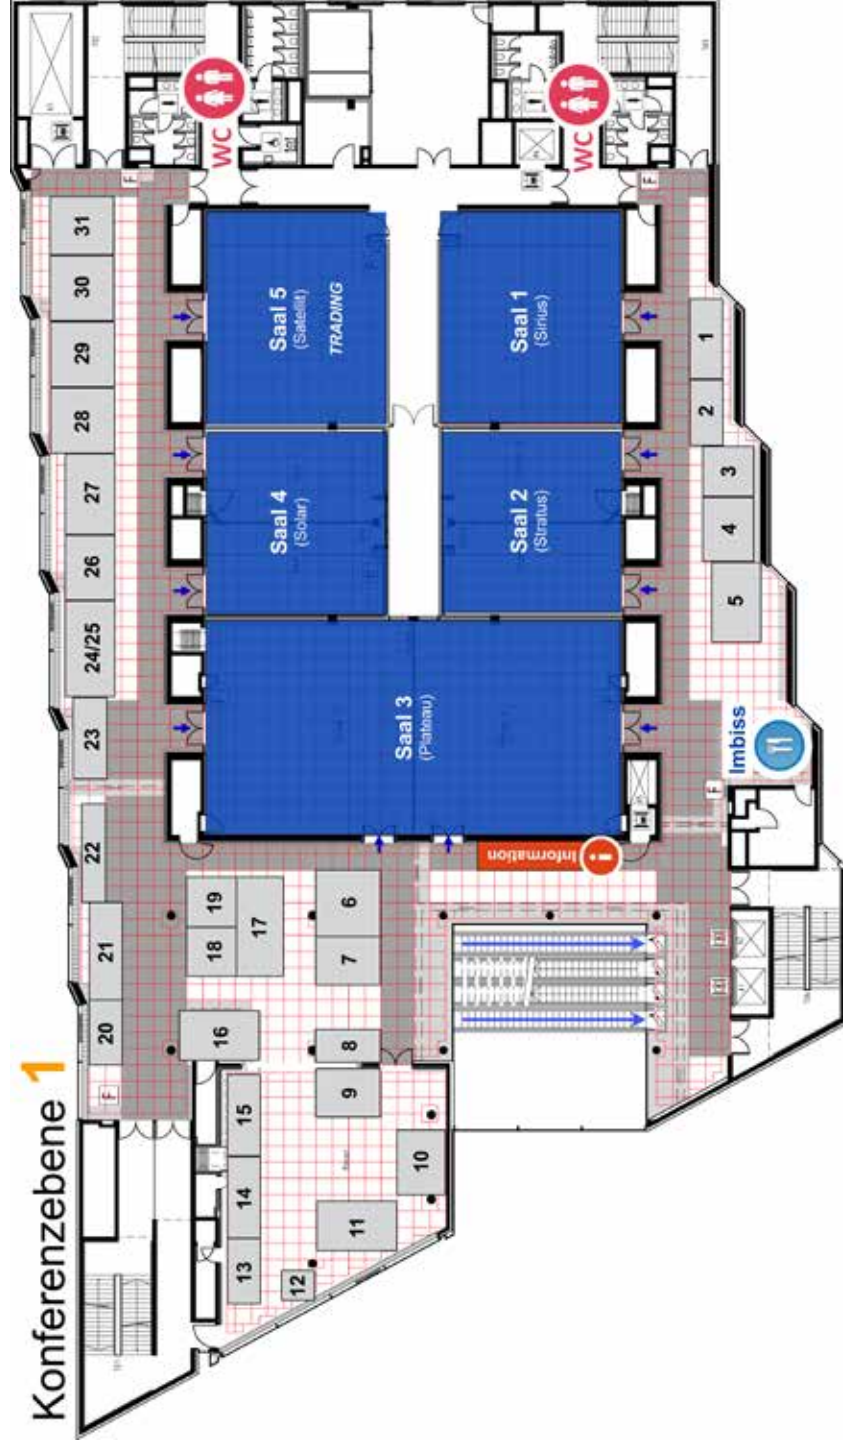 Konferenzebene 1
20
21
22
23
24/25
26
27
28
29
30
31
F
F
WC
13
14
15
16
18
19
17
12
11
9
8
7
6
10
Saal 5
(Satellit)
TRADING
Saal 4
(Solar)
Saal 3
(Plateau)
Saal 2
(Stratus)
Saal 1
(Sirius)
Information
WC
F
F
Imbiss
5
4
3
2
1